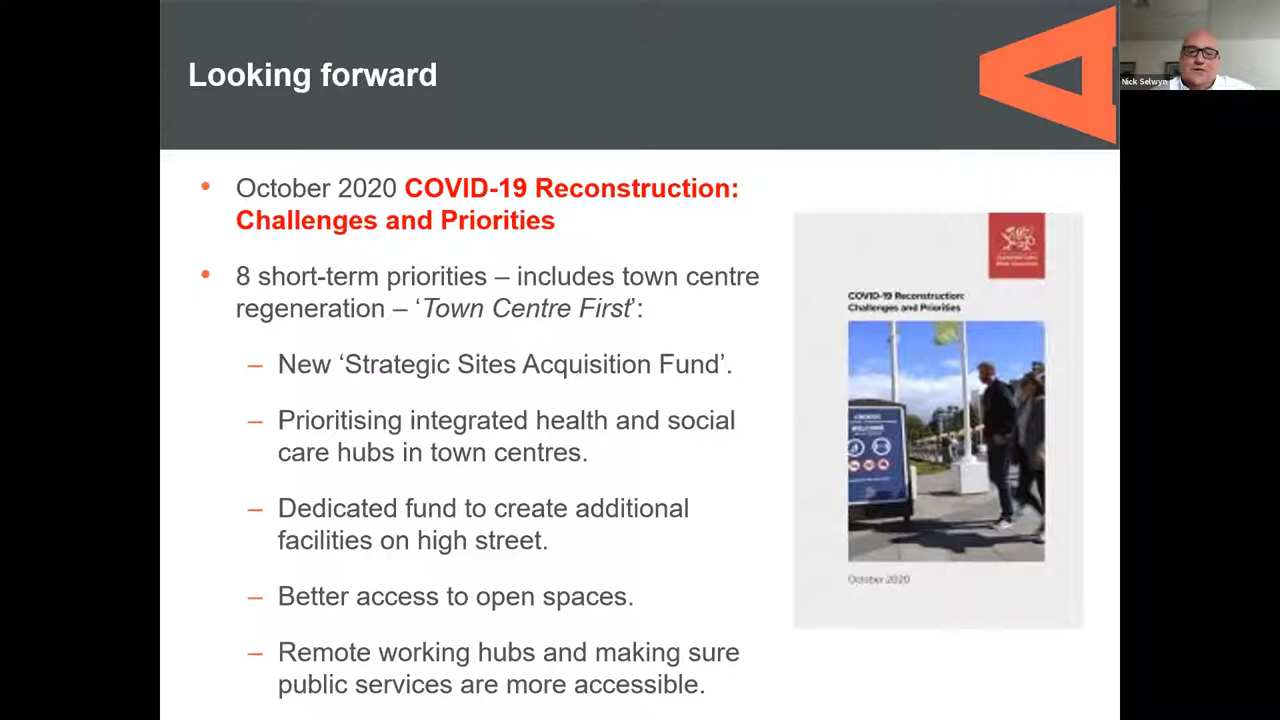 Looking forward
Nick Selwyn
• October 2020 COVID-19 Reconstruction:
Challenges and Priorities
• 8 short-term priorities – includes town centre
regeneration – ‘Town Centre First’:
– New ‘Strategic Sites Acquisition Fund’.
– Prioritising integrated health and social
care hubs in town centres.
– Dedicated fund to create additional
facilities on high street.
– Better access to open spaces.
– Remote working hubs and making sure
public services are more accessible.
COVID-19 Reconstruction:
Challenges and Priorities
October 2020